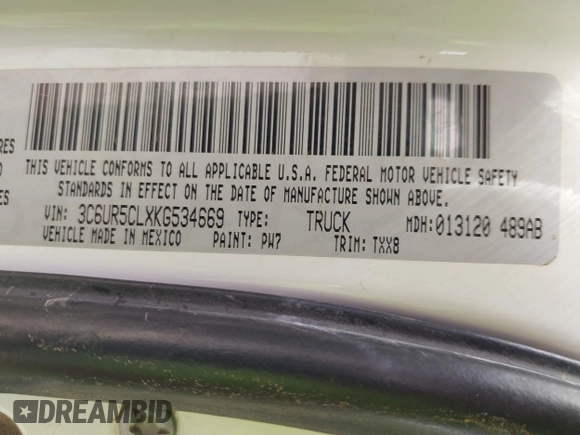 RES
THIS VEHICLE CONFORMS TO ALL APPLICABLE U.S.A. FEDERAL MOTOR VEHICLE SAFETY
STANDARDS IN EFFECT ON THE DATE OF MANUFACTURE SHOWN ABOVE.
VIN: 3C6UR5CLXKG534669 TYPE: TRUCK MDH: 013120 489AB
VEHICLE MADE IN MEXICO PAINT: PW7 TRIM: TXX8
DREAMBID